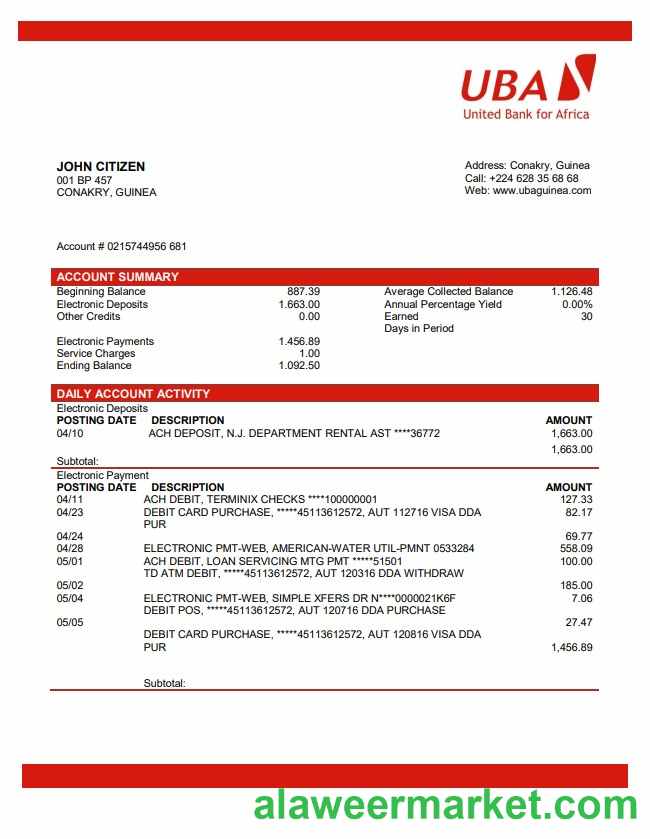 UBA
United Bank for Africa
JOHN CITIZEN
001 BP 457
CONAKRY, GUINEA
Address: Conakry, Guinea
Call: +224 628 35 68 68
Web: www.ubaguinea.com
Account # 0215744956 681
ACCOUNT SUMMARY
Beginning Balance 887.39 Average Collected Balance 1,126.48
Electronic Deposits 1.663.00 Annual Percentage Yield 0.00%
Other Credits 0.00 Earned 30
Days in Period
Electronic Payments 1.456.89
Service Charges 1.00
Ending Balance 1.092.50
DAILY ACCOUNT ACTIVITY
Electronic Deposits
POSTING DATE DESCRIPTION AMOUNT
04/10 ACH DEPOSIT, N.J. DEPARTMENT RENTAL AST ****36772 1,663.00
1,663.00
Subtotal:
Electronic Payment
POSTING DATE DESCRIPTION AMOUNT
04/11 ACH DEBIT, TERMINIX CHECKS ****100000001 127.33
04/23 DEBIT CARD PURCHASE, *****45113612572, AUT 112716 VISA DDA 82.17
PUR
04/24 69.77
04/28 ELECTRONIC PMT-WEB, AMERICAN-WATER UTIL-PMNT 0533284 558.09
05/01 ACH DEBIT, LOAN SERVICING MTG PMT *****51501 100.00
TD ATM DEBIT, *****45113612572, AUT 120316 DDA WITHDRAW
05/02 185.00
05/04 ELECTRONIC PMT-WEB, SIMPLE XFERS DR N****0000021K6F 7.06
DEBIT POS, *****45113612572, AUT 120716 DDA PURCHASE
05/05 27.47
DEBIT CARD PURCHASE, *****45113612572, AUT 120816 VISA DDA
PUR 1,456.89
Subtotal:
alaweermarket.com